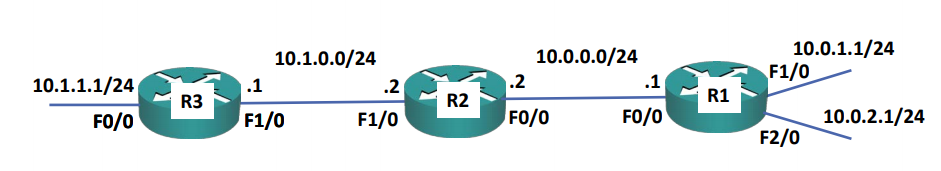 10.1.1.1/24
F0/0
R3
.1
F1/0
10.1.0.0/24
.2
F1/0
R2
.2
F0/0
10.0.0.0/24
.1
F0/0
R1
F1/0
10.0.1.1/24
10.0.2.1/24
F2/0